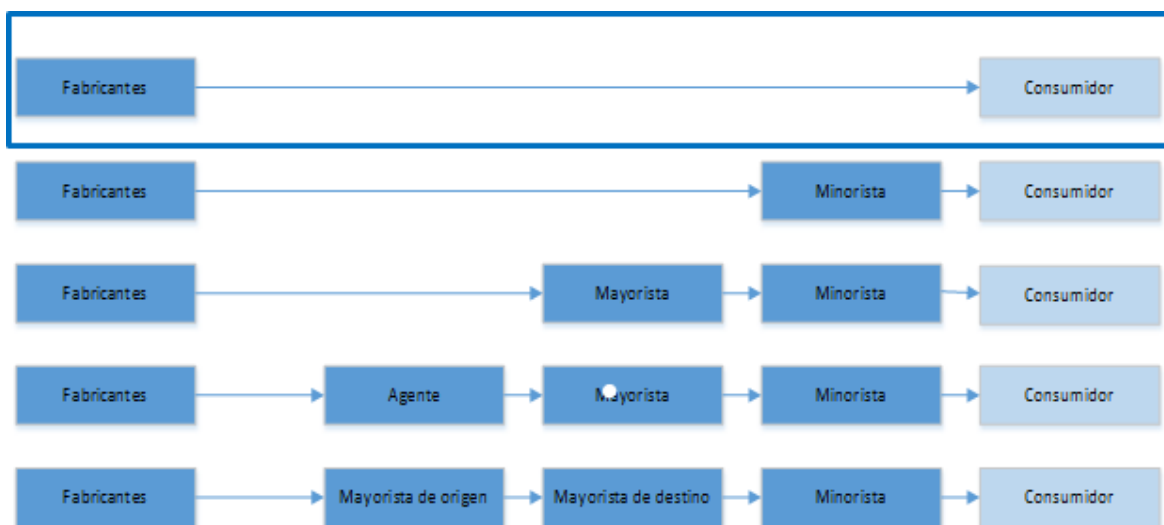 Fabricantes Consumidor
Fabricantes Minorista Consumidor
Fabricantes Mayorista Minorista Consumidor
Fabricantes Agente Mayorista Minorista Consumidor
Fabricantes Mayorista de origen Mayorista de destino Minorista Consumidor